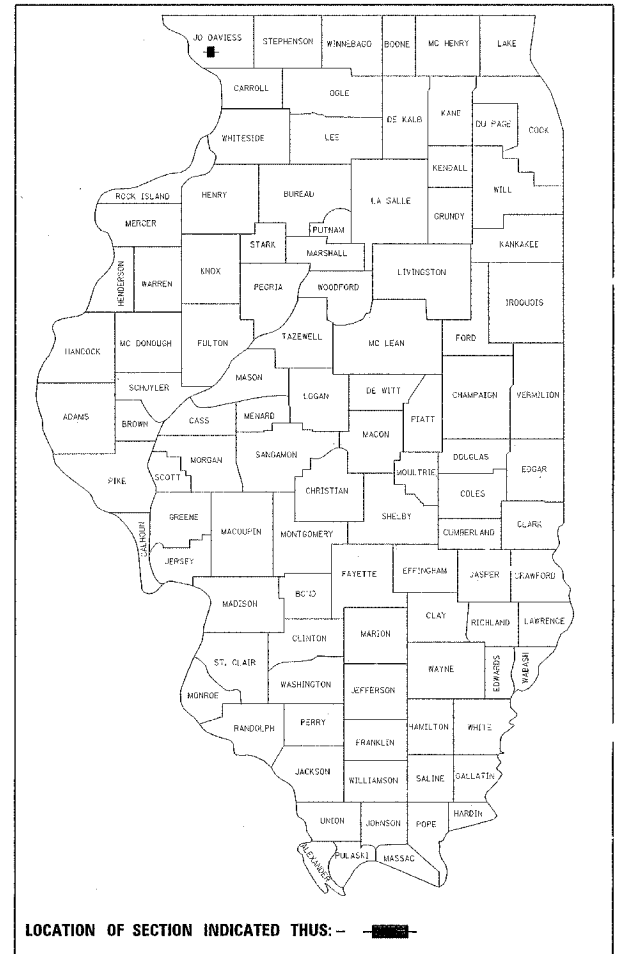 JO DAVIESS
STEPHENSON
WINNEBAGO
BOONE
MC HENRY
LAKE
CARROLL
OGLE
DE KALB
KANE
DU PAGE
COOK
WHITESIDE
LEE
KENDALL
WILL
ROCK ISLAND
HENRY
BUREAU
LA SALLE
GRUNDY
MERCER
PUTNAM
KANKAKEE
STARK
MARSHALL
HENDERSON
WARREN
KNOX
PEORIA
WOODFORD
LIVINGSTON
IROQUOIS
HANCOCK
MC DONOUGH
FULTON
TAZEWELL
MC LEAN
FORD
SCHUYLER
MASON
LOGAN
DE WITT
CHAMPAIGN
VERMILION
ADAMS
BROWN
CASS
MENARD
PIATT
MACON
MORGAN
SANGAMON
DOUGLAS
EDGAR
PIKE
SCOTT
CHRISTIAN
MOULTRIE
COLES
SHELBY
GREENE
MACOUPIN
MONTGOMERY
CUMBERLAND
CLARK
CALHOUN
JERSEY
FAYETTE
EFFINGHAM
JASPER
CRAWFORD
MADISON
BOND
CLAY
RICHLAND
LAWRENCE
CLINTON
MARION
ST. CLAIR
WAYNE
EDWARDS
WABASH
MONROE
WASHINGTON
JEFFERSON
RANDOLPH
PERRY
HAMILTON
WHITE
FRANKLIN
JACKSON
WILLIAMSON
SALINE
GALLATIN
UNION
JOHNSON
POPE
HARDIN
ALEXANDER
PULASKI
MASSAC
LOCATION OF SECTION INDICATED THUS: –